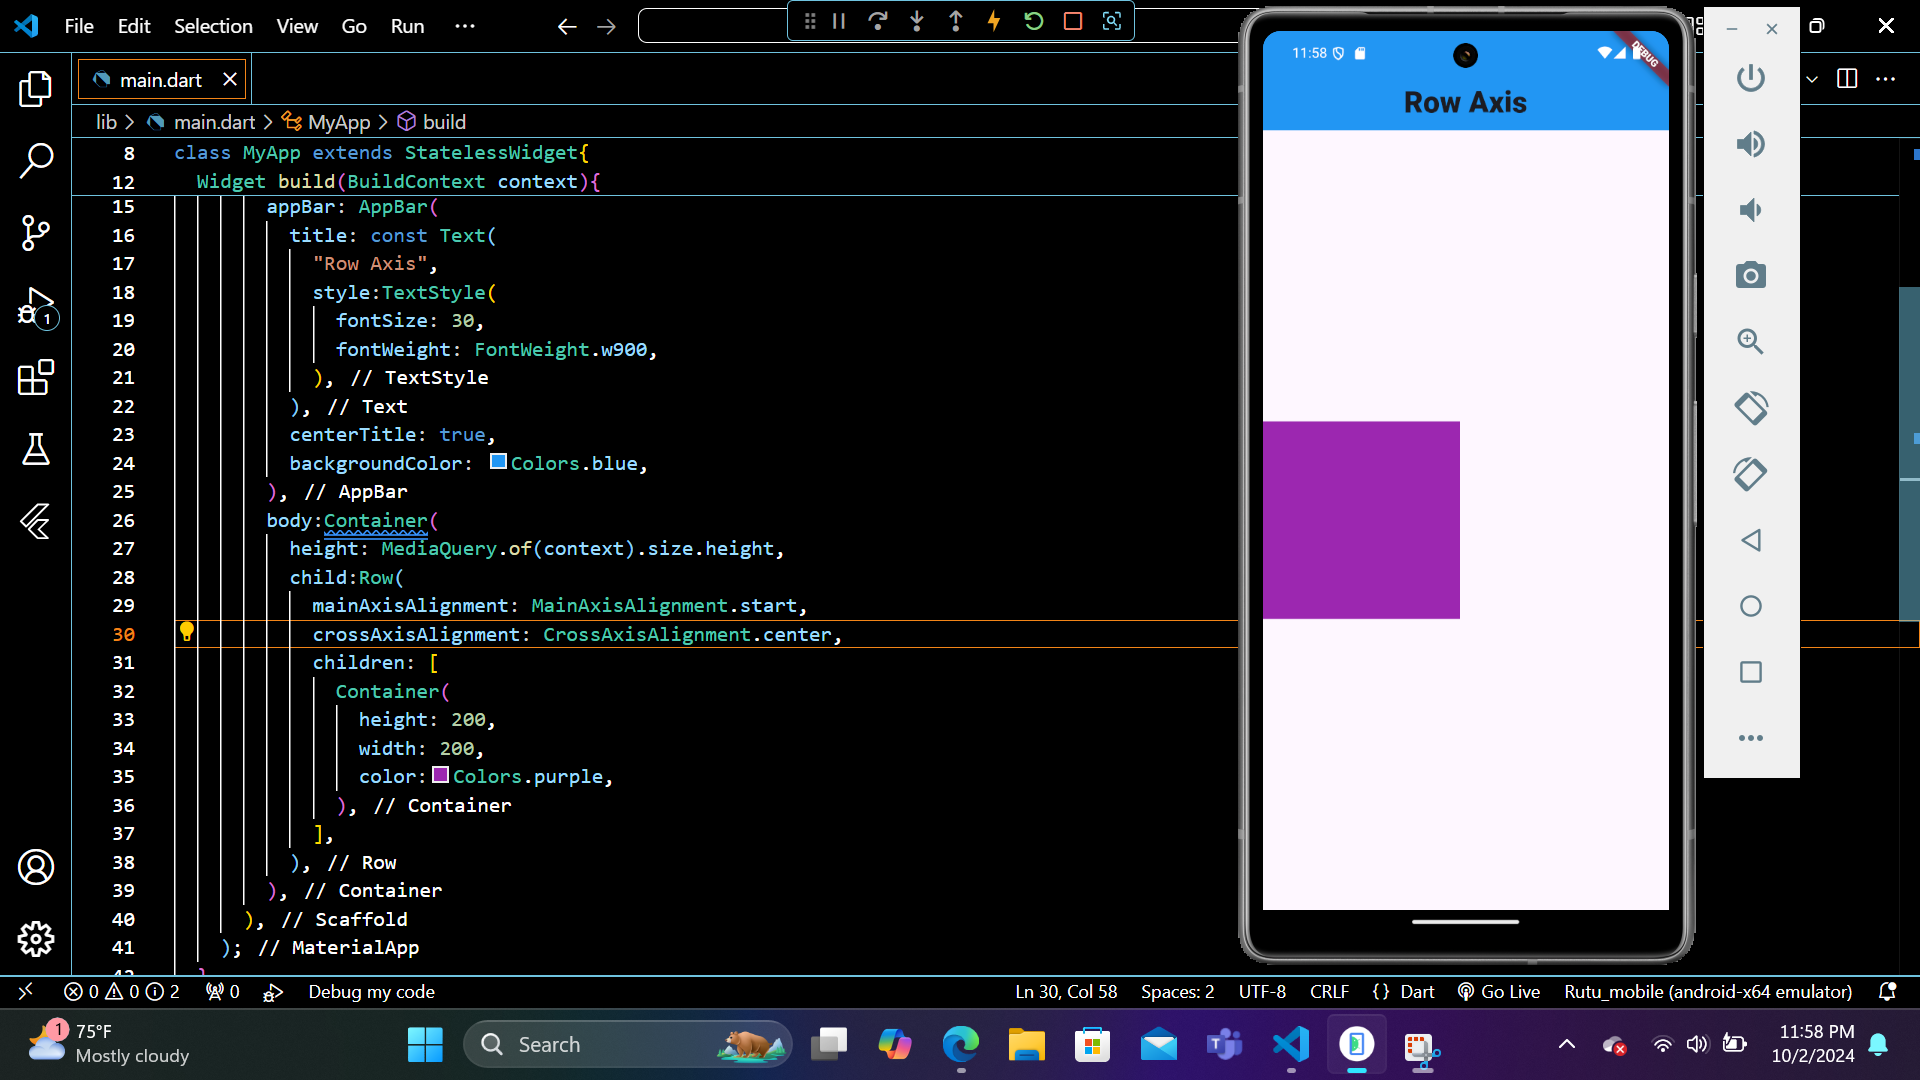 File Edit Selection View Go Run ...
main.dart
lib > main.dart > MyApp > build
8 class MyApp extends StatelessWidget{
12 Widget build(BuildContext context){
15 appBar: AppBar(
16 title: const Text(
17 "Row Axis",
18 style:TextStyle(
19 fontSize: 30,
20 fontWeight: FontWeight.w900,
21 ), // TextStyle
22 ), // Text
23 centerTitle: true,
24 backgroundColor: Colors.blue,
25 ), // AppBar
26 body:Container(
27 height: MediaQuery.of(context).size.height,
28 child:Row(
29 mainAxisAlignment: MainAxisAlignment.start,
30 crossAxisAlignment: CrossAxisAlignment.center,
31 children: [
32 Container(
33 height: 200,
34 width: 200,
35 color: Colors.purple,
36 ), // Container
37 ],
38 ), // Row
39 ), // Container
40 ), // Scaffold
41 ); // MaterialApp
1
11:58
DEBUG
Row Axis
0 0 2 0 Debug my code Ln 30, Col 58 Spaces: 2 UTF-8 CRLF {} Dart Go Live Rutu_mobile (android-x64 emulator)
1
75°F
Mostly cloudy
Search
11:58 PM
10/2/2024